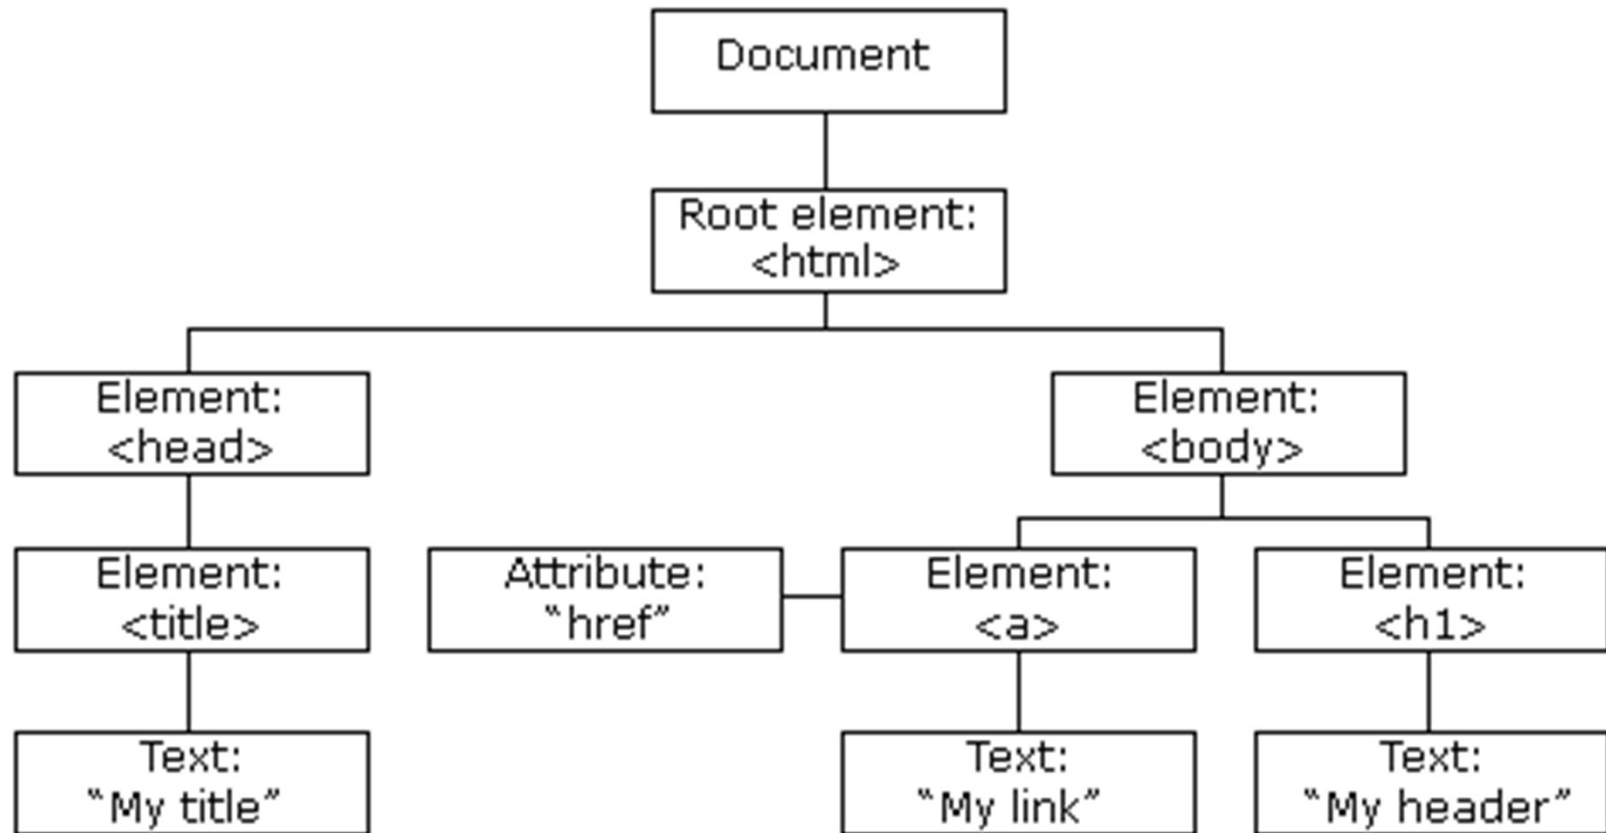 Document
Root element:
<html>
Element:
<head>
Element:
<body>
Element:
<title>
Attribute:
“href”
Element:
<a>
Element:
<h1>
Text:
“My title”
Text:
“My link”
Text:
“My header”